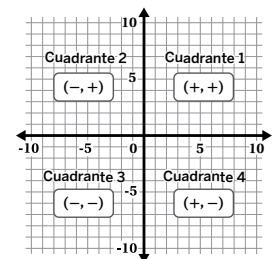 10
Cuadrante 2 Cuadrante 1
(−, +) 5 (+, +)
-10 -5 0 5 10
Cuadrante 3 Cuadrante 4
-5
(−, −) (+, −)
-10